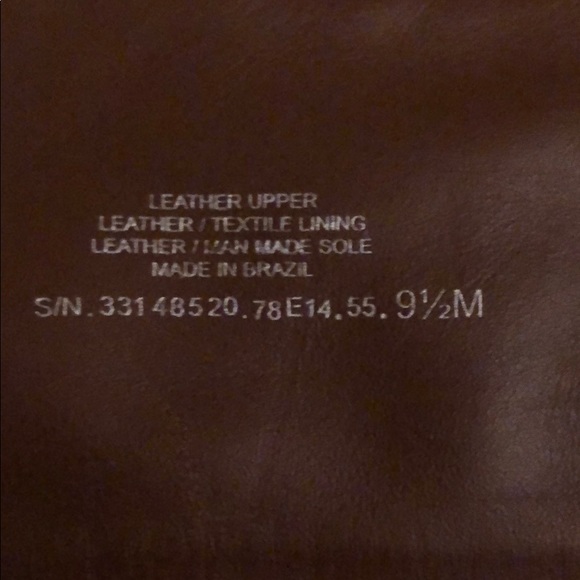 LEATHER UPPER
LEATHER / TEXTILE LINING
LEATHER / MAN MADE SOLE
MADE IN BRAZIL
S/N.33148520.78E14.55.9½M